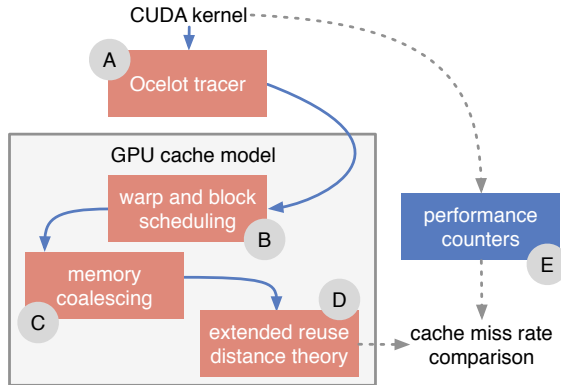 CUDA kernel
A
Ocelot tracer
GPU cache model
warp and block
scheduling
B
memory
coalescing
C
D
extended reuse
distance theory
performance
counters
E
cache miss rate
comparison